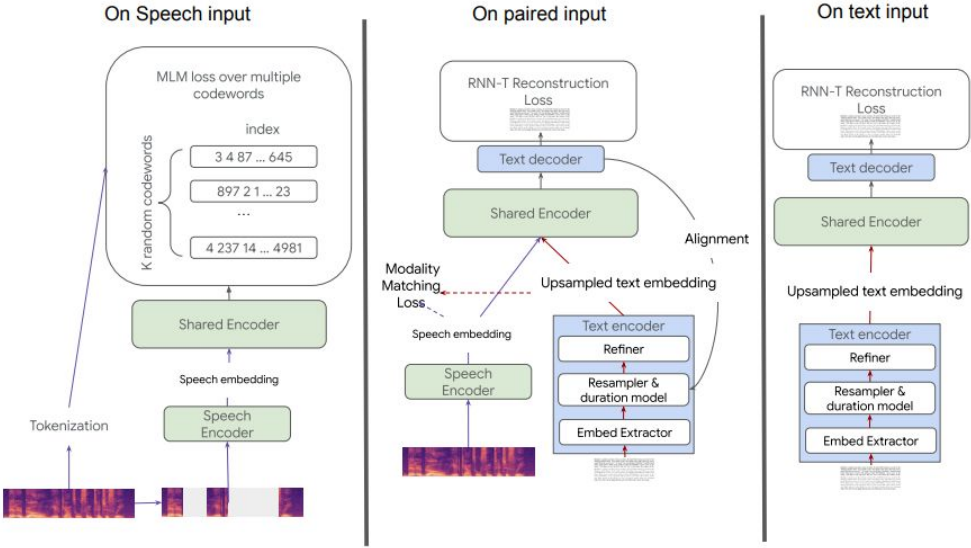 On Speech input
MLM loss over multiple
codewords
index
K random codewords
3 4 87 ... 645
897 2 1 ... 23
...
4 237 14 ... 4981
Shared Encoder
Speech embedding
Speech
Encoder
Tokenization
On paired input
RNN-T Reconstruction
Loss
Text decoder
Shared Encoder
Alignment
Modality
Matching
Loss
Upsampled text embedding
Speech embedding
Speech
Encoder
Text encoder
Refiner
Resampler &
duration model
Embed Extractor
On text input
RNN-T Reconstruction
Loss
Text decoder
Shared Encoder
Upsampled text embedding
Text encoder
Refiner
Resampler &
duration model
Embed Extractor